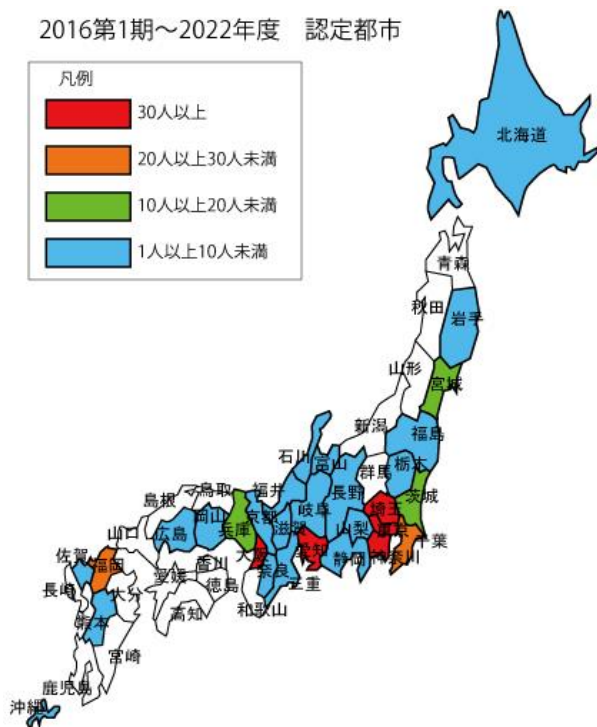 2016第1期～2022年度　認定都市
凡例
30人以上
20人以上30人未満
10人以上20人未満
1人以上10人未満
北海道
青森
秋田
岩手
山形
宮城
新潟
福島
石川
富山
群馬
栃木
福井
長野
茨城
鳥取
島根
岡山
兵庫
京都
滋賀
岐阜
山梨
埼玉
東京
千葉
山口
広島
大阪
愛知
静岡
神奈川
佐賀
福岡
香川
奈良
三重
長崎
大分
愛媛
徳島
和歌山
熊本
高知
宮崎
鹿児島
沖縄